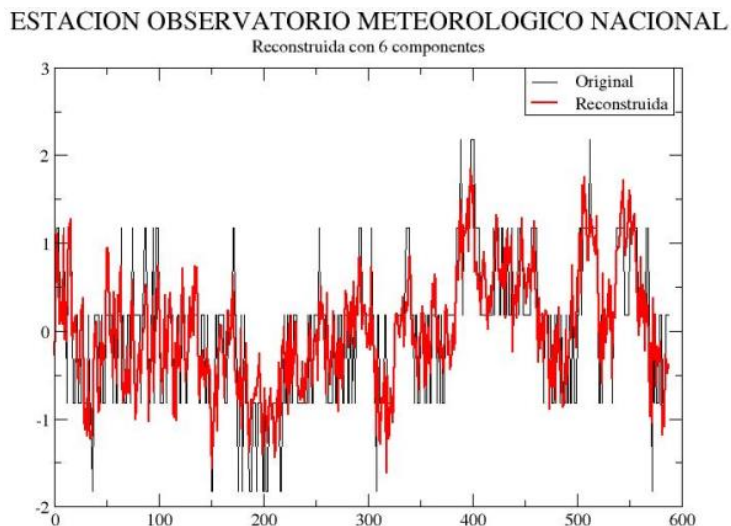 ESTACION OBSERVATORIO METEOROLOGICO NACIONAL
Reconstruida con 6 componentes
3
Original
Reconstruida
2
1
0
-1
-2
0 100 200 300 400 500 600